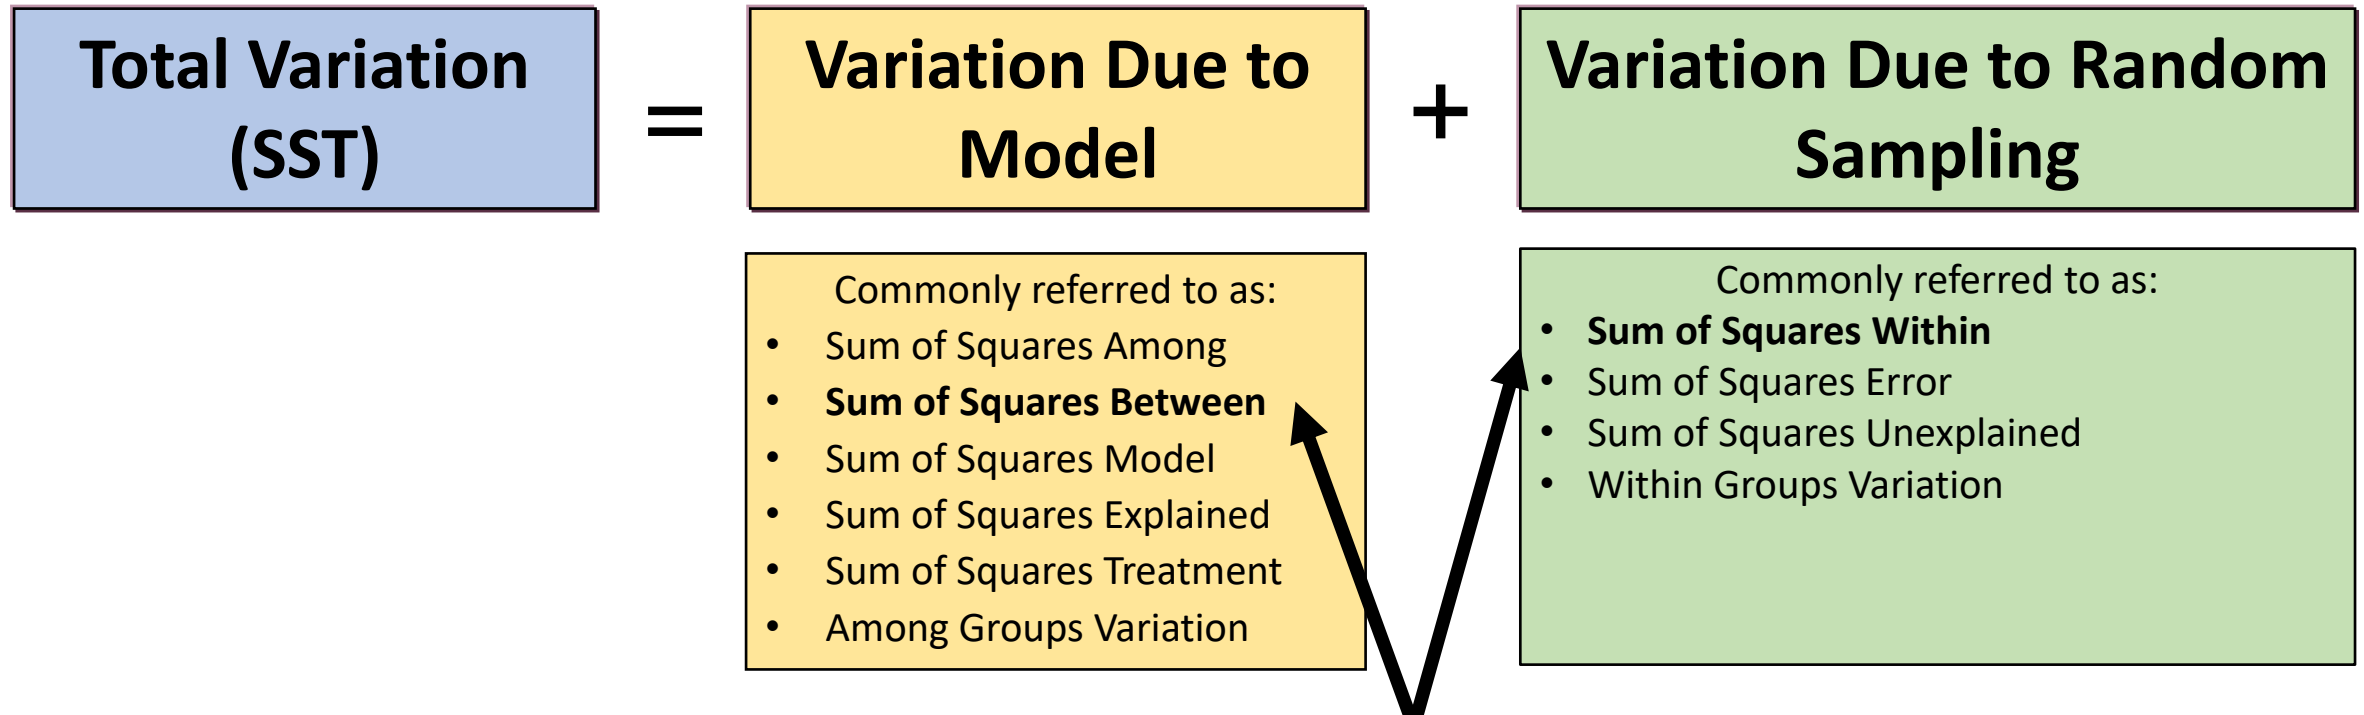 Total Variation
(SST)
=
Variation Due to
Model
+
Variation Due to Random
Sampling
Commonly referred to as:
• Sum of Squares Among
• Sum of Squares Between
• Sum of Squares Model
• Sum of Squares Explained
• Sum of Squares Treatment
• Among Groups Variation
Commonly referred to as:
• Sum of Squares Within
• Sum of Squares Error
• Sum of Squares Unexplained
• Within Groups Variation